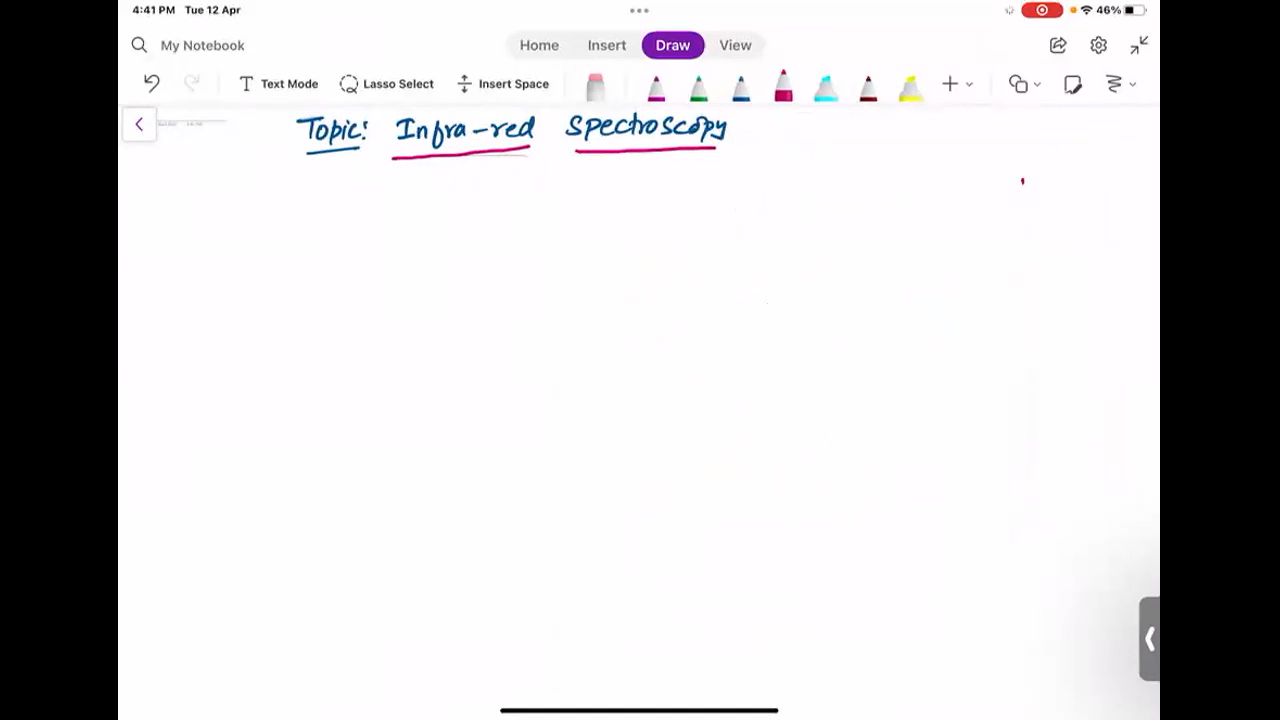 4:41 PM Tue 12 Apr
46%
My Notebook
Home Insert Draw View
Text Mode Lasso Select Insert Space
Topic: Infra-red Spectroscopy